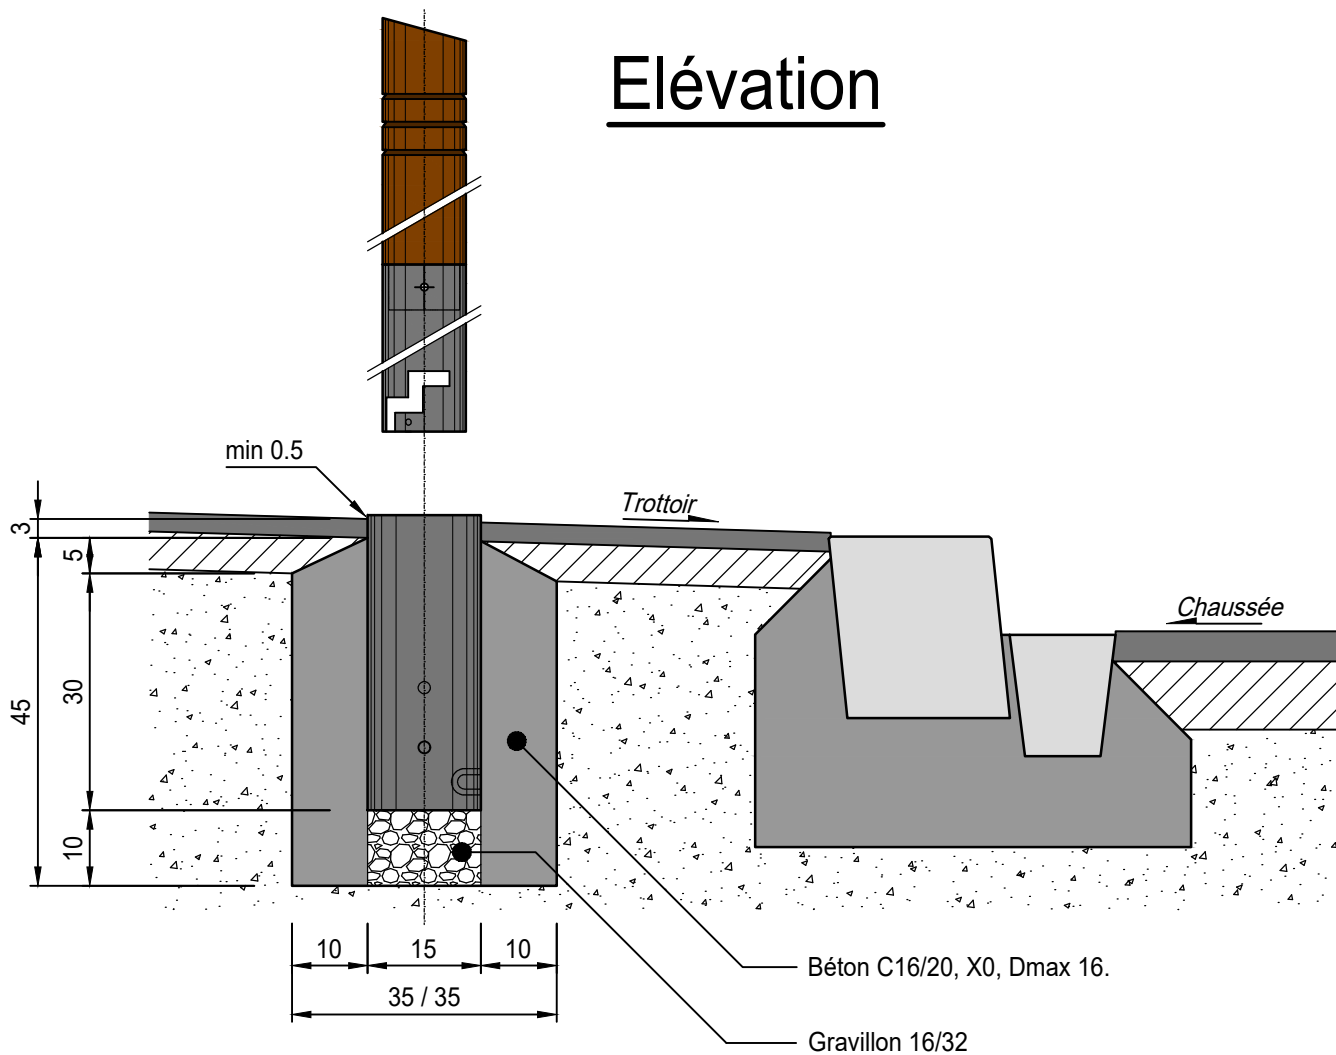 Elévation
min 0.5
Trottoir
3
5
Chaussée
30
45
10
10
15
10
35 / 35
Béton C16/20, X0, Dmax 16.
Gravillon 16/32